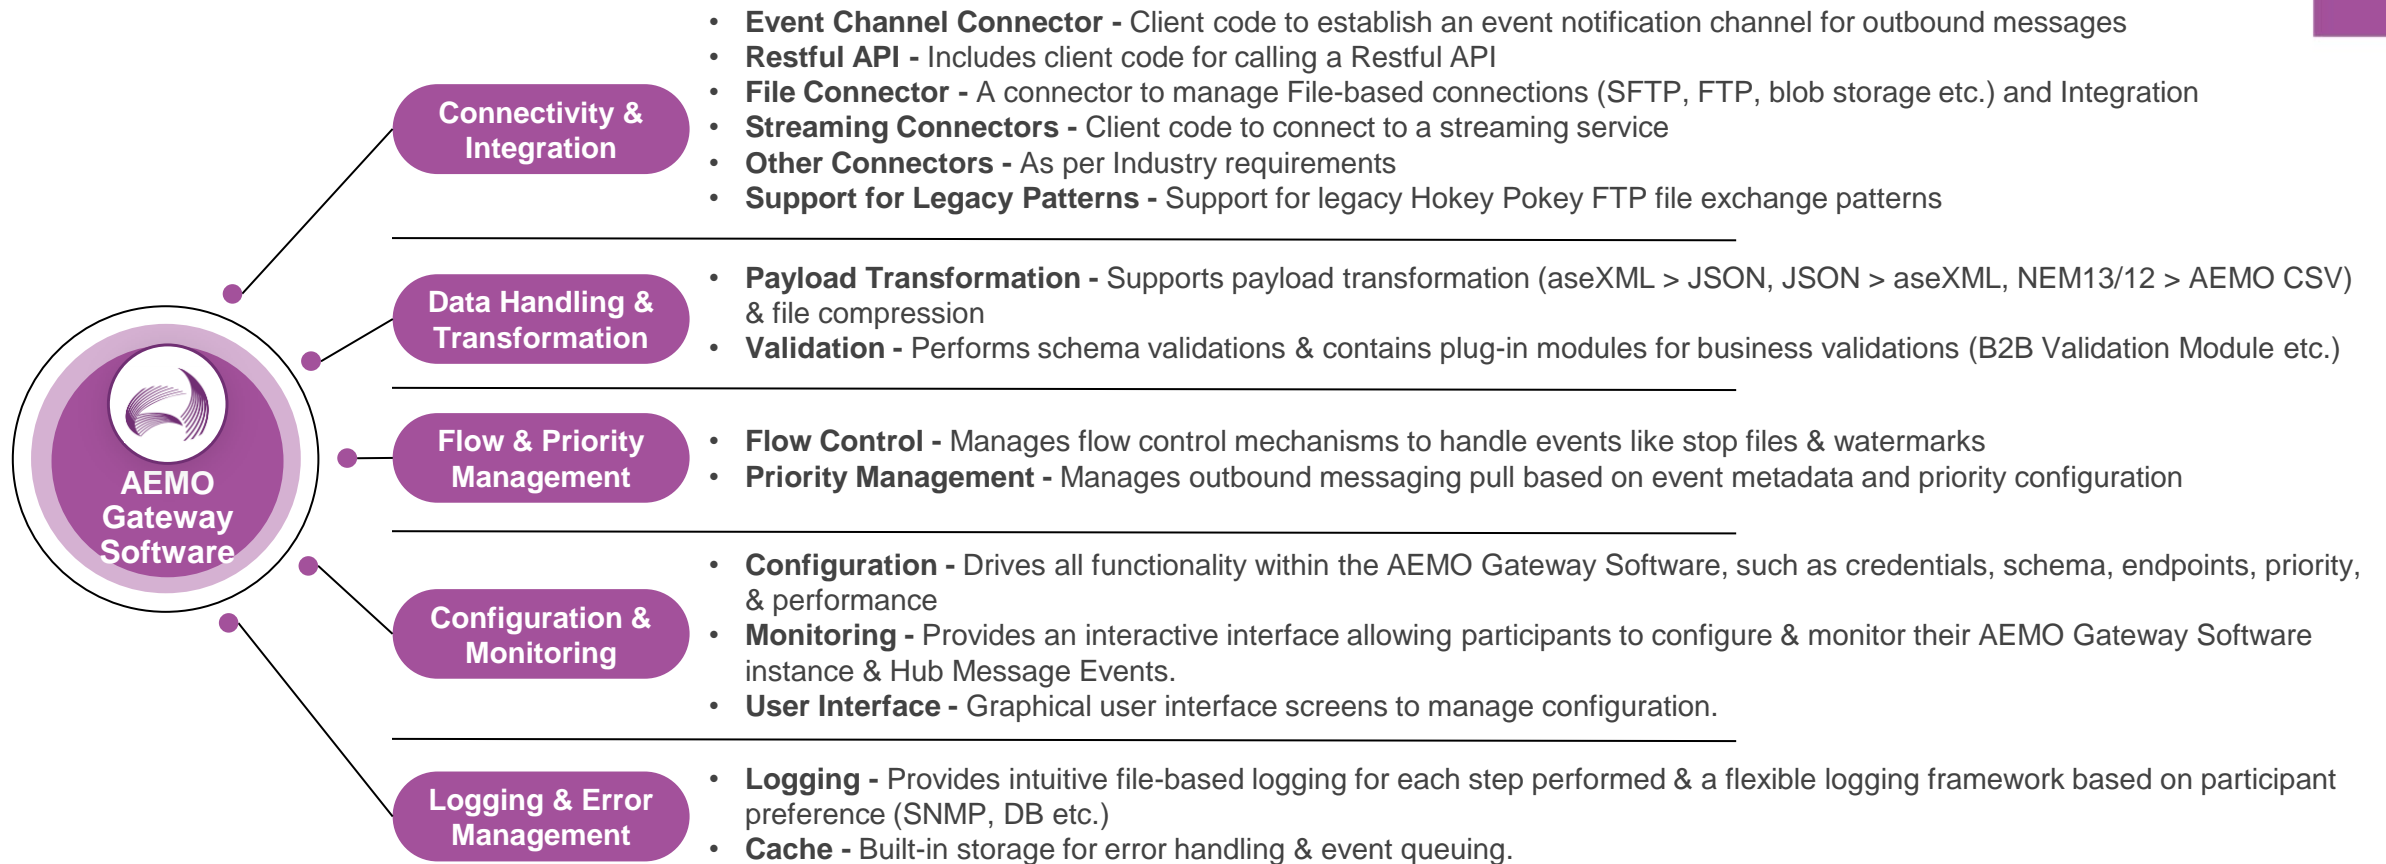 • Event Channel Connector - Client code to establish an event notification channel for outbound messages
• Restful API - Includes client code for calling a Restful API
• File Connector - A connector to manage File-based connections (SFTP, FTP, blob storage etc.) and Integration
• Streaming Connectors - Client code to connect to a streaming service
• Other Connectors - As per Industry requirements
• Support for Legacy Patterns - Support for legacy Hokey Pokey FTP file exchange patterns
Connectivity &
Integration
• Payload Transformation - Supports payload transformation (aseXML > JSON, JSON > aseXML, NEM13/12 > AEMO CSV)
& file compression
• Validation - Performs schema validations & contains plug-in modules for business validations (B2B Validation Module etc.)
Data Handling &
Transformation
• Flow Control - Manages flow control mechanisms to handle events like stop files & watermarks
• Priority Management - Manages outbound messaging pull based on event metadata and priority configuration
Flow & Priority
Management
AEMO
Gateway
Software
• Configuration - Drives all functionality within the AEMO Gateway Software, such as credentials, schema, endpoints, priority,
& performance
• Monitoring - Provides an interactive interface allowing participants to configure & monitor their AEMO Gateway Software
instance & Hub Message Events.
• User Interface - Graphical user interface screens to manage configuration.
Configuration &
Monitoring
• Logging - Provides intuitive file-based logging for each step performed & a flexible logging framework based on participant
preference (SNMP, DB etc.)
• Cache - Built-in storage for error handling & event queuing.
Logging & Error
Management